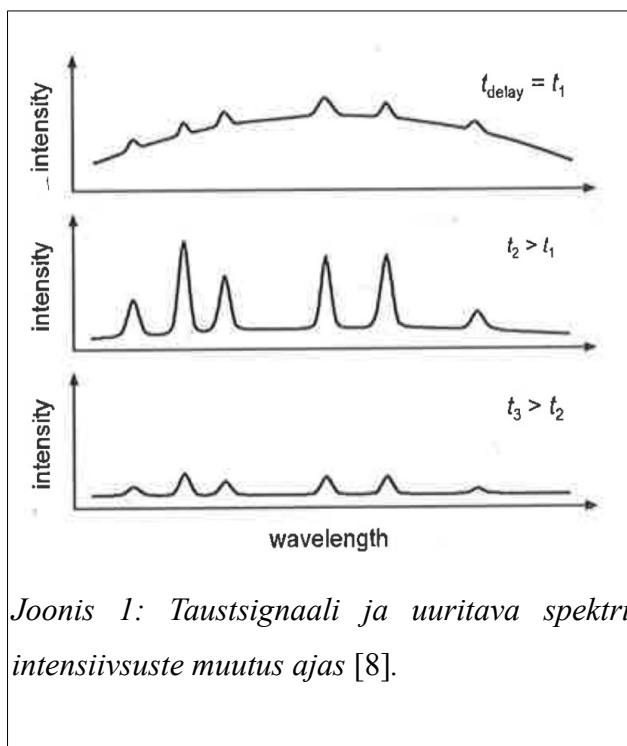 intensity
t_delay = t_1
intensity
t_2 > t_1
intensity
t_3 > t_2
wavelength
Joonis 1: Taustsignaali ja uuritava spektri
intensiivsuste muutus ajas [8].